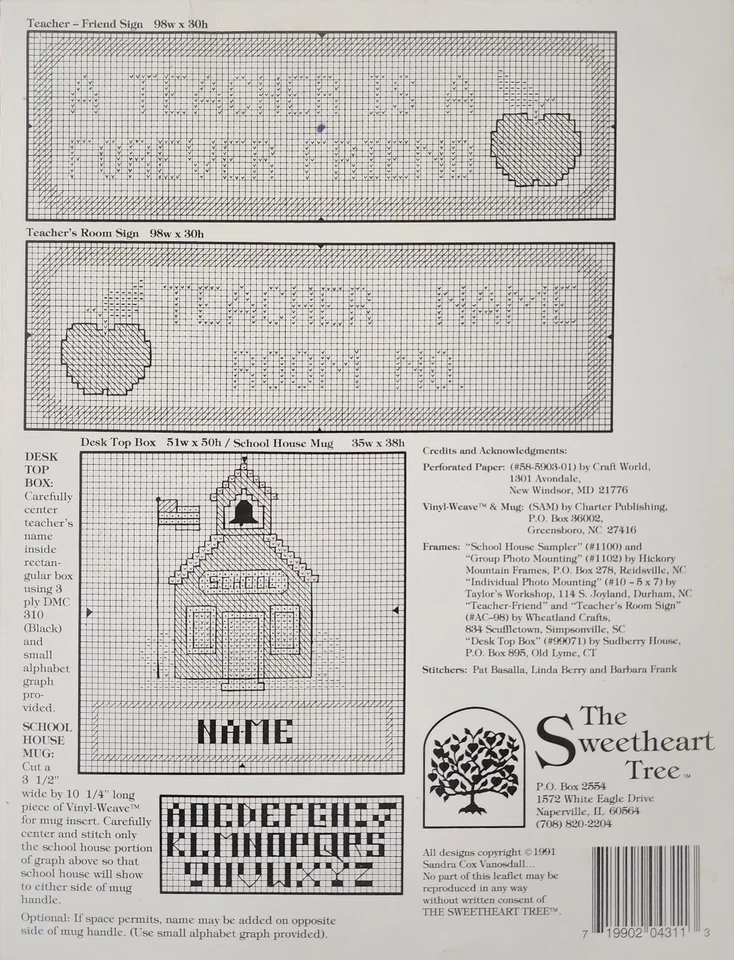 Teacher – Friend Sign 98w x 30h
A TEACHER IS A
FOREVER FRIEND
Teacher's Room Sign 98w x 30h
TEACHER NAME
ROOM NO.
Desk Top Box 51w x 50h / School House Mug 35w x 38h
SCHOOL
NAME
DESK
TOP
BOX:
Carefully
center
teacher's
name
inside
rectan-
gular box
using 3
ply DMC
310
(Black)
and
small
alphabet
graph
pro-
vided.
SCHOOL
HOUSE
MUG:
Cut a
3 1/2"
wide by 10 1/4" long
piece of Vinyl-Weave™
for mug insert. Carefully
center and stitch only
the school house portion
of graph above so that
school house will show
to either side of mug
handle.
ABCDEFGHIJ
KLMNOPQRS
TUVWXYZ
Optional: If space permits, name may be added on opposite
side of mug handle. (Use small alphabet graph provided).
Credits and Acknowledgments:
Perforated Paper: (#58-5903-01) by Craft World,
1301 Avondale,
New Windsor, MD 21776
Vinyl-Weave™ & Mug: (SAM) by Charter Publishing,
P.O. Box 36002,
Greensboro, NC 27416
Frames: "School House Sampler" (#1100) and
"Group Photo Mounting" (#1102) by Hickory
Mountain Frames, P.O. Box 278, Reidsville, NC
"Individual Photo Mounting" (#10 – 5 x 7) by
Taylor's Workshop, 114 S. Joyland, Durham, NC
"Teacher-Friend" and "Teacher's Room Sign"
(#AC-98) by Wheatland Crafts,
834 Scuffletown, Simpsonville, SC
"Desk Top Box" (#99071) by Sudberry House,
P.O. Box 895, Old Lyme, CT
Stitchers: Pat Basalla, Linda Berry and Barbara Frank
The
Sweetheart
Tree™
P.O. Box 2554
1572 White Eagle Drive
Naperville, IL 60564
(708) 820-2204
All designs copyright ©1991
Sandra Cox Vanosdall...
No part of this leaflet may be
reproduced in any way
without written consent of
THE SWEETHEART TREE™.
7 19902 04311 3